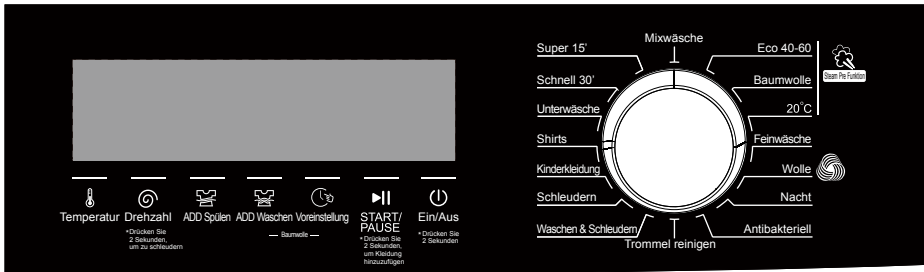 Mixwäsche
Super 15'
Schnell 30'
Unterwäsche
Shirts
Kinderkleidung
Schleudern
Waschen & Schleudern
Trommel reinigen
Eco 40-60
Baumwolle
20°C
Feinwäsche
Wolle
Nacht
Antibakteriell
Steam Pre Funktion
Temperatur
Drehzahl
*Drücken Sie
2 Sekunden,
um zu schleudern
ADD Spülen
ADD Waschen
Voreinstellung
Baumwolle
START/
PAUSE
*Drücken Sie
2 Sekunden,
um Kleidung
hinzuzufügen
Ein/Aus
*Drücken Sie
2 Sekunden